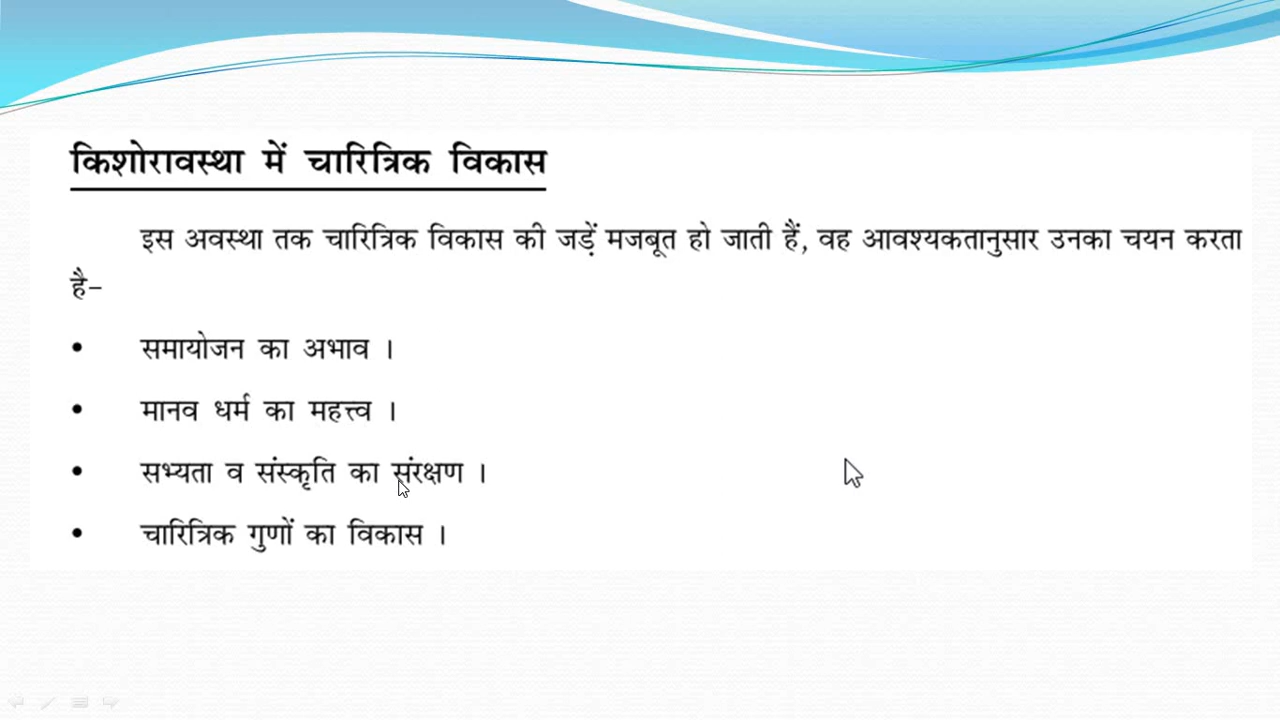 किशोरावस्था में चारित्रिक विकास
इस अवस्था तक चारित्रिक विकास की जड़ें मजबूत हो जाती हैं, वह आवश्यकतानुसार उनका चयन करता
है–
• समायोजन का अभाव ।
• मानव धर्म का महत्त्व ।
• सभ्यता व संस्कृति का संरक्षण ।
• चारित्रिक गुणों का विकास ।